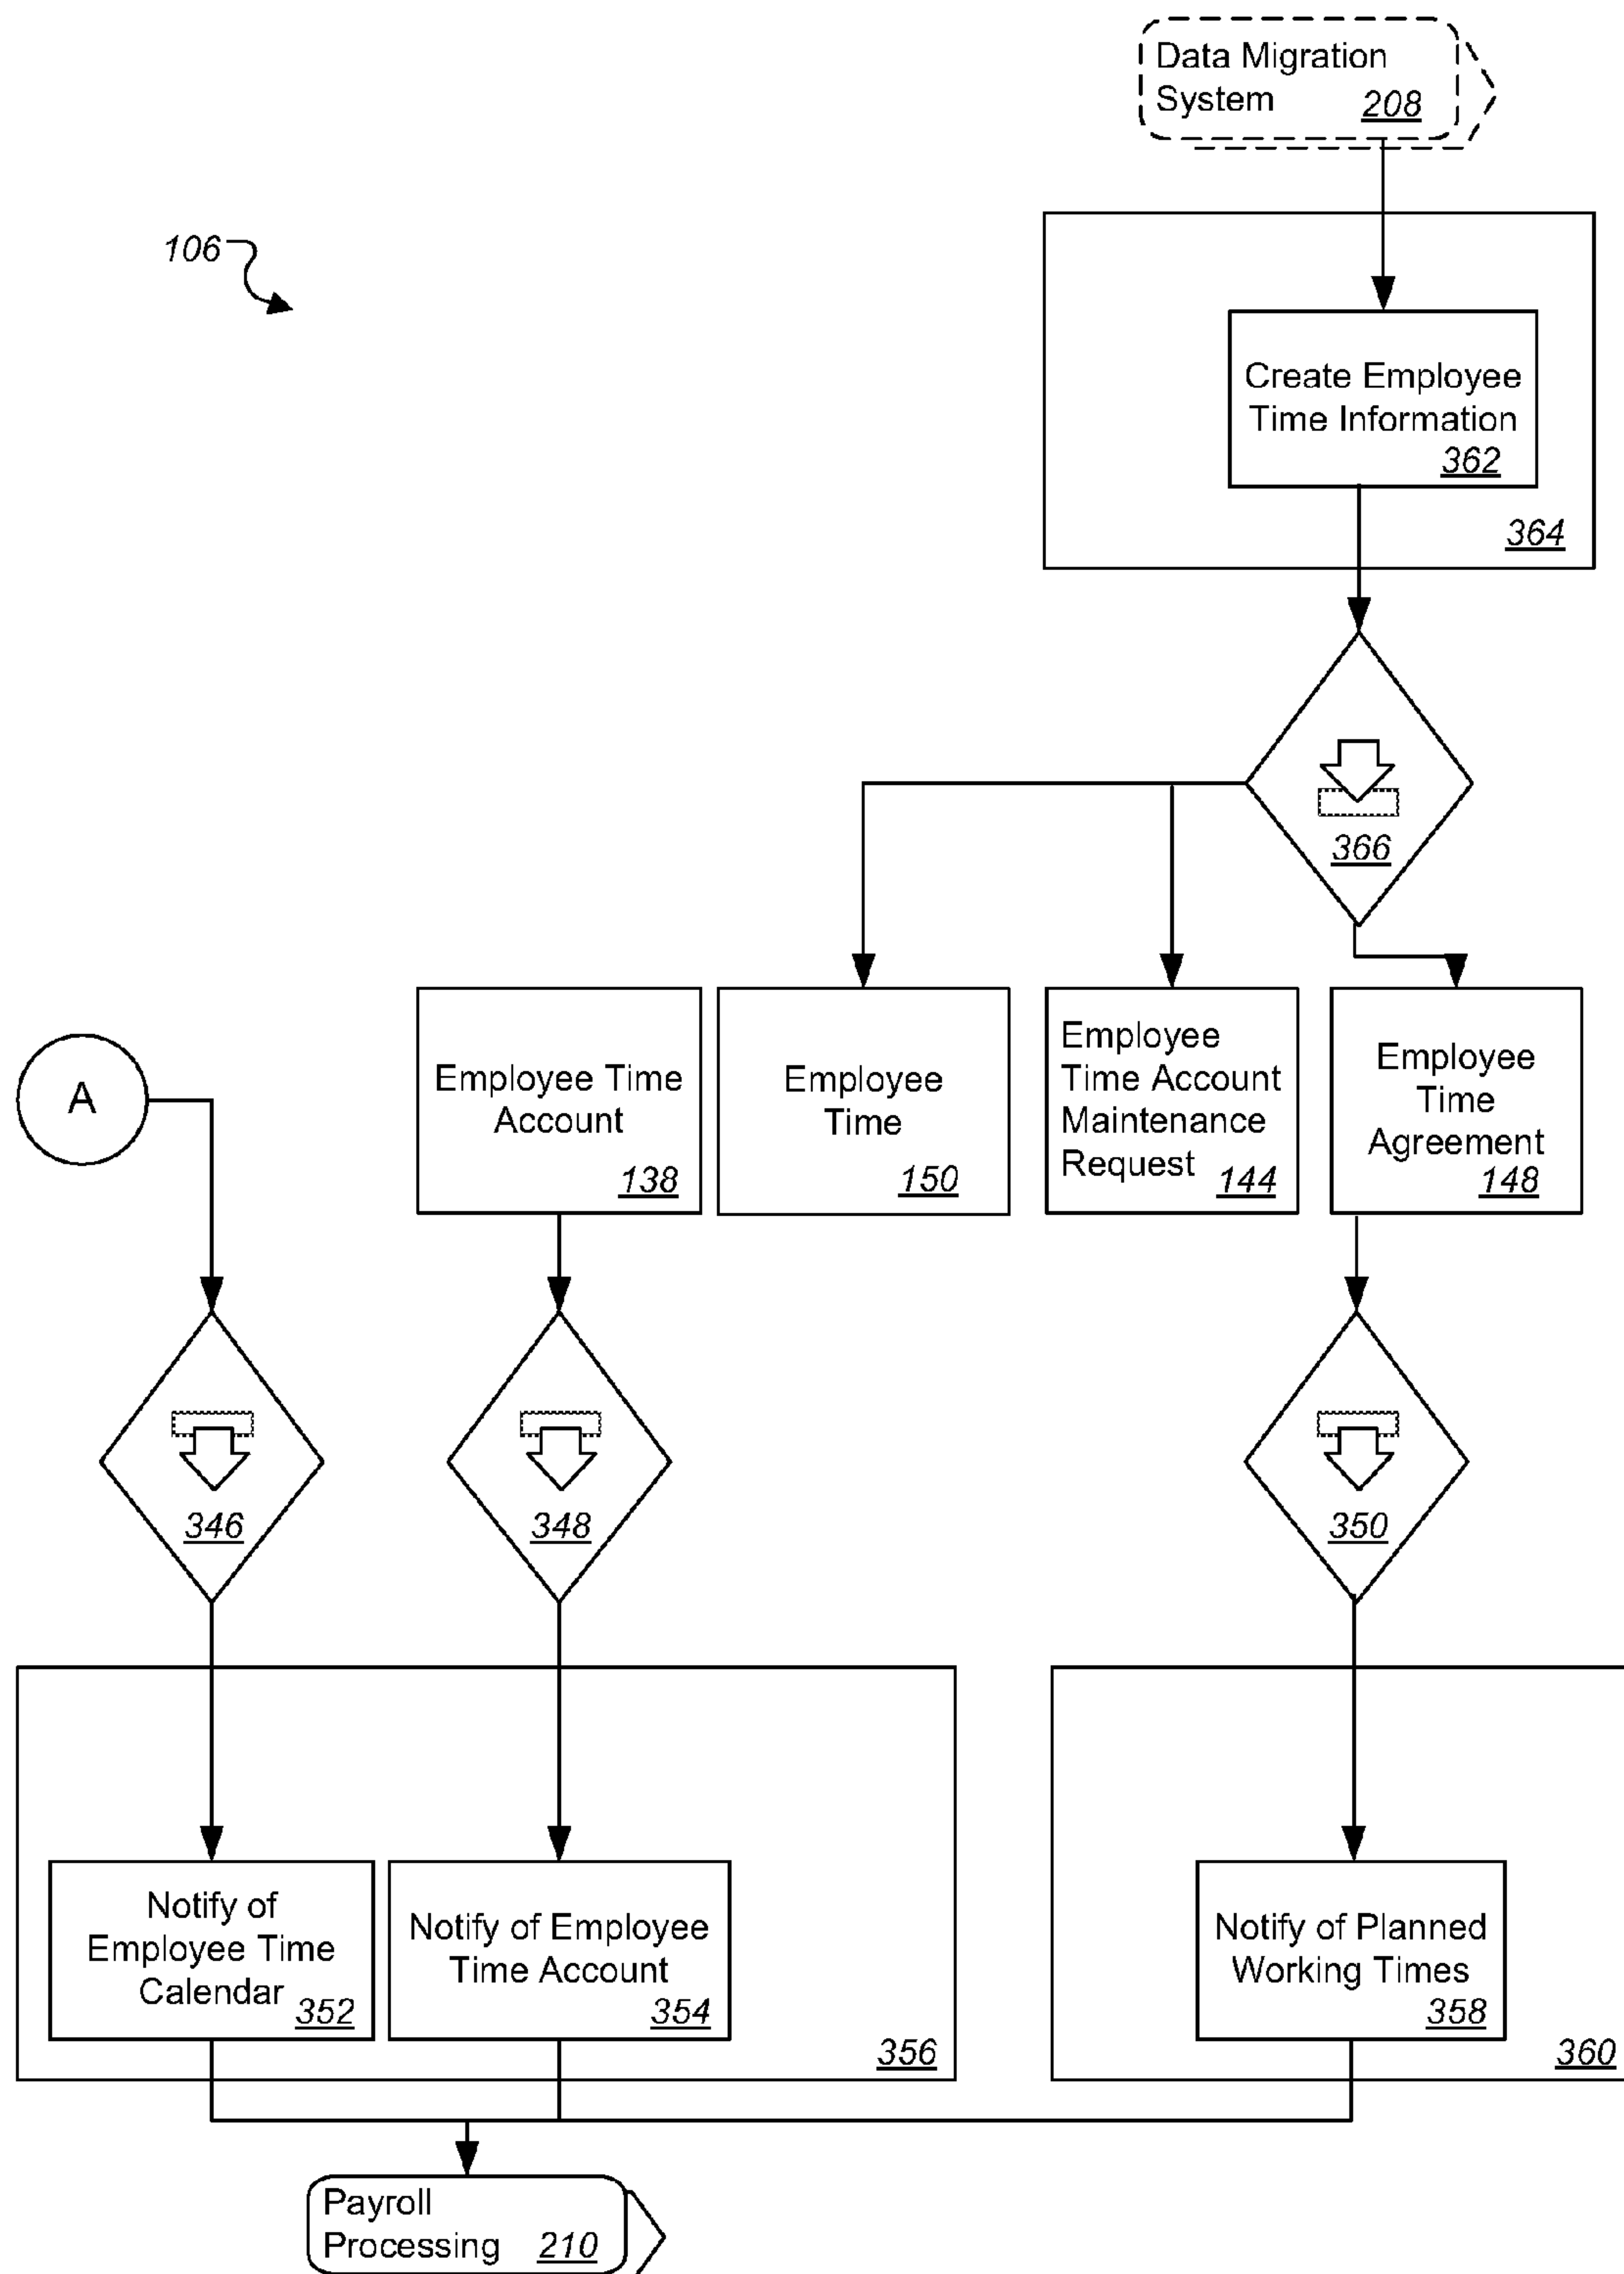 Data Migration
System 208
106
Create Employee
Time Information
362
364
366
A
Employee Time
Account
138
Employee
Time
150
Employee
Time Account
Maintenance
Request 144
Employee
Time
Agreement
148
346
348
350
Notify of
Employee Time
Calendar 352
Notify of Employee
Time Account
354
356
Notify of Planned
Working Times
358
360
Payroll
Processing 210